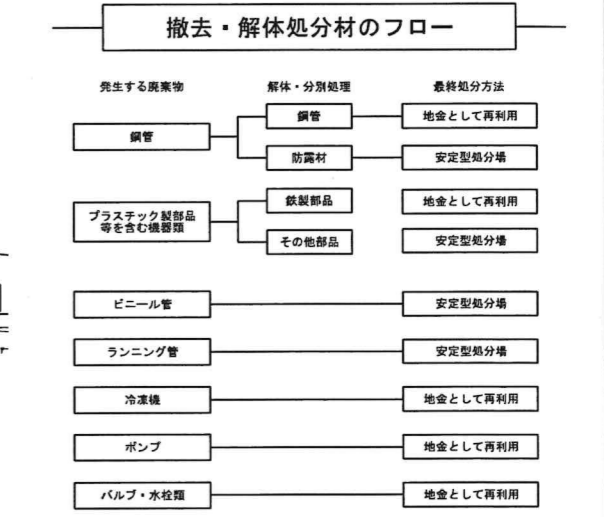 撤去・解体処分材のフロー
発生する廃棄物 解体・分別処理 最終処分方法
鋼管 鋼管 地金として再利用
防露材 安定型処分場
プラスチック製部品
等を含む機器類
鉄製部品 地金として再利用
その他部品 安定型処分場
ビニール管 安定型処分場
ランニング管 安定型処分場
冷凍機 地金として再利用
ポンプ 地金として再利用
バルブ・水栓類 地金として再利用